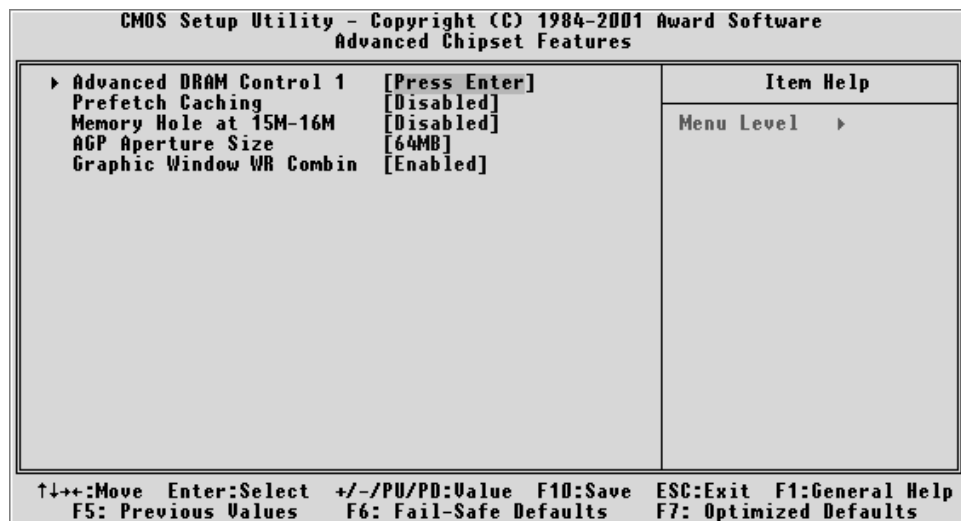 CMOS Setup Utility - Copyright (C) 1984-2001 Award Software
Advanced Chipset Features
▸ Advanced DRAM Control 1 [Press Enter]
Prefetch Caching [Disabled]
Memory Hole at 15M-16M [Disabled]
AGP Aperture Size [64MB]
Graphic Window WR Combin [Enabled]
Item Help
Menu Level ▸
↑↓→←:Move Enter:Select +/-/PU/PD:Value F10:Save ESC:Exit F1:General Help
F5: Previous Values F6: Fail-Safe Defaults F7: Optimized Defaults